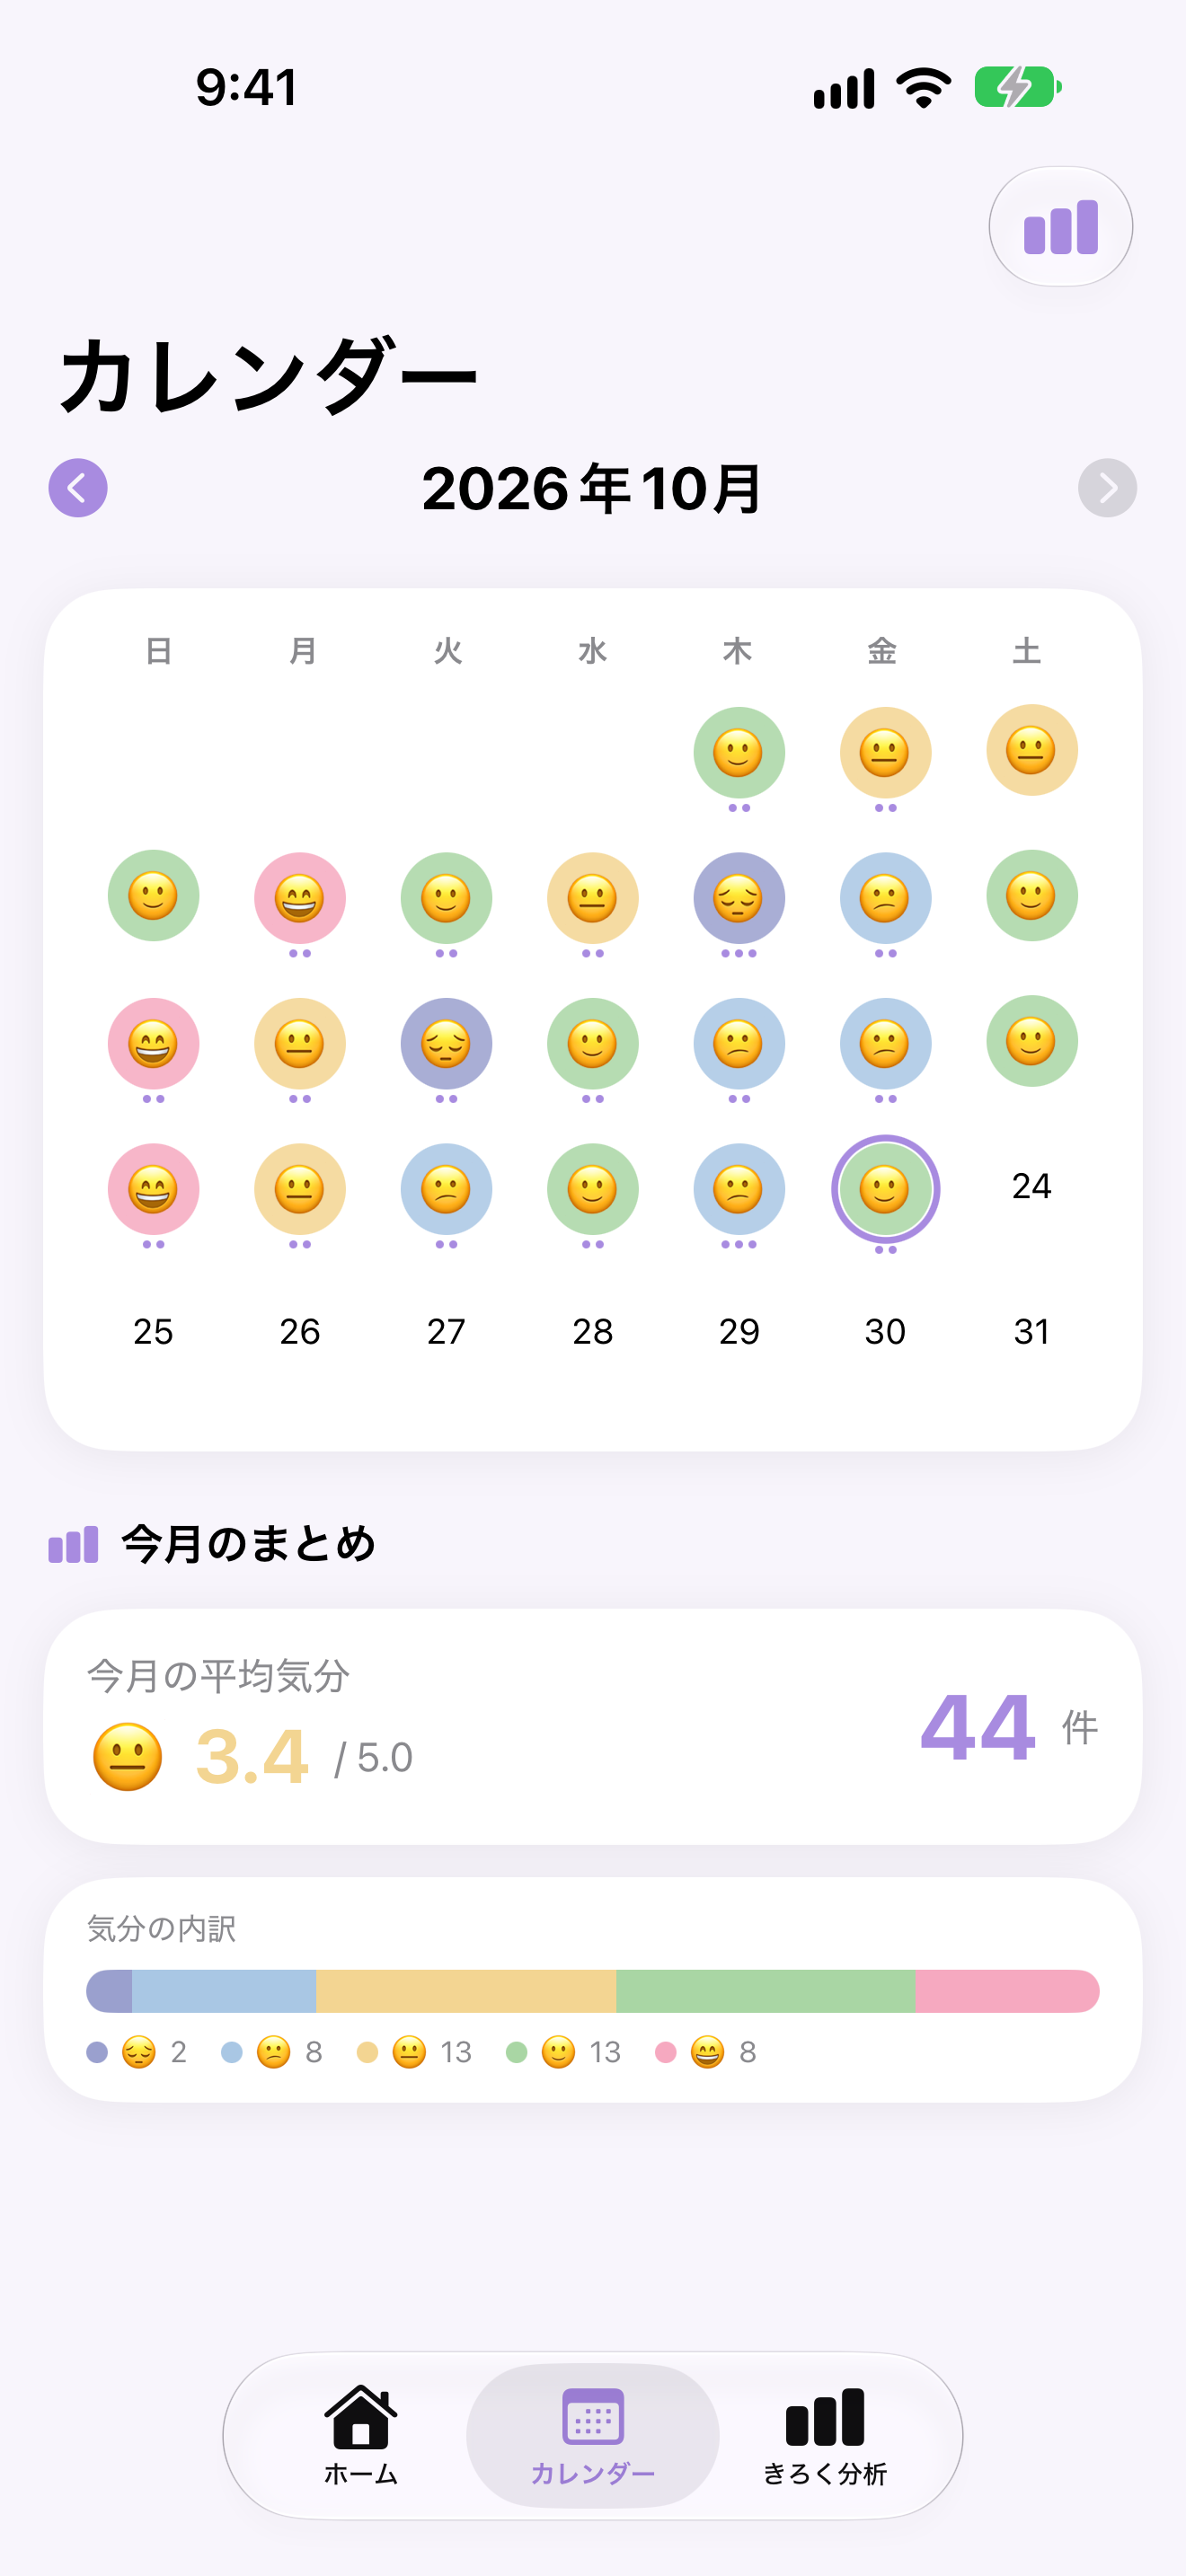 9:41
カレンダー
2026年10月
日 月 火 水 木 金 土
24
25 26 27 28 29 30 31
今月のまとめ
今月の平均気分
3.4 / 5.0
44 件
気分の内訳
2 8 13 13 8
ホーム カレンダー きろく分析